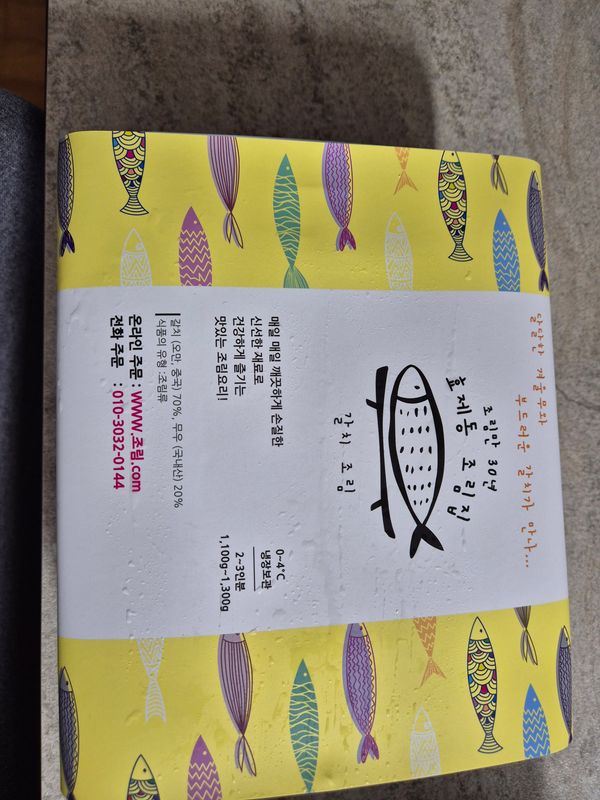 달달한 겨울무와
부드러운 갈치가 만나...
조림만 30년
효제동 조림집
갈치 조림
매일 매일 깨끗하게 손질한
신선한 재료로
건강하게 즐기는
맛있는 조림요리!
0~4°C
냉장보관
2~3인분
1,100g~1,300g
갈치 (오만, 중국) 70%, 무우 (국내산) 20%
식품의 유형 :조림류
온라인 주문 : WWW.조림.com
전화 주문 : 010-3032-0144